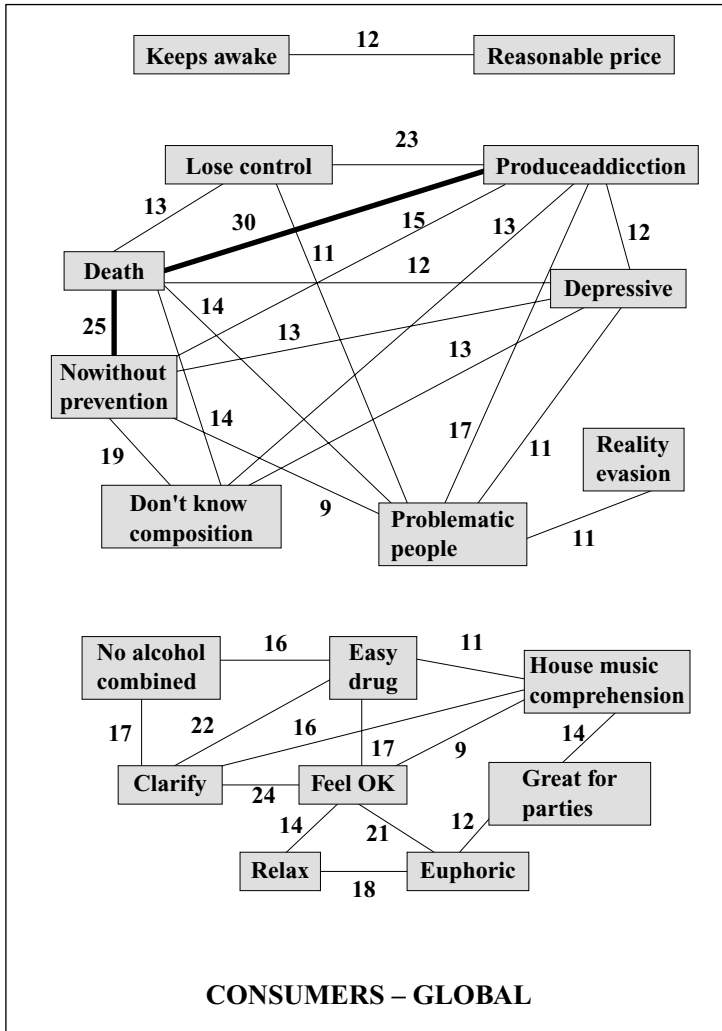 12
Keeps awake
Reasonable price
23
Lose control
Produceaddicction
13
30
15
13
12
11
Death
12
Depressive
14
25
13
13
Nowithout
prevention
14
17
11
Reality
evasion
19
9
Don't know
composition
Problematic
people
11
No alcohol
combined
16
Easy
drug
11
House music
comprehension
17
22
16
17
9
14
Clarify
24
Feel OK
Great for
parties
14
21
12
Relax
18
Euphoric
CONSUMERS – GLOBAL